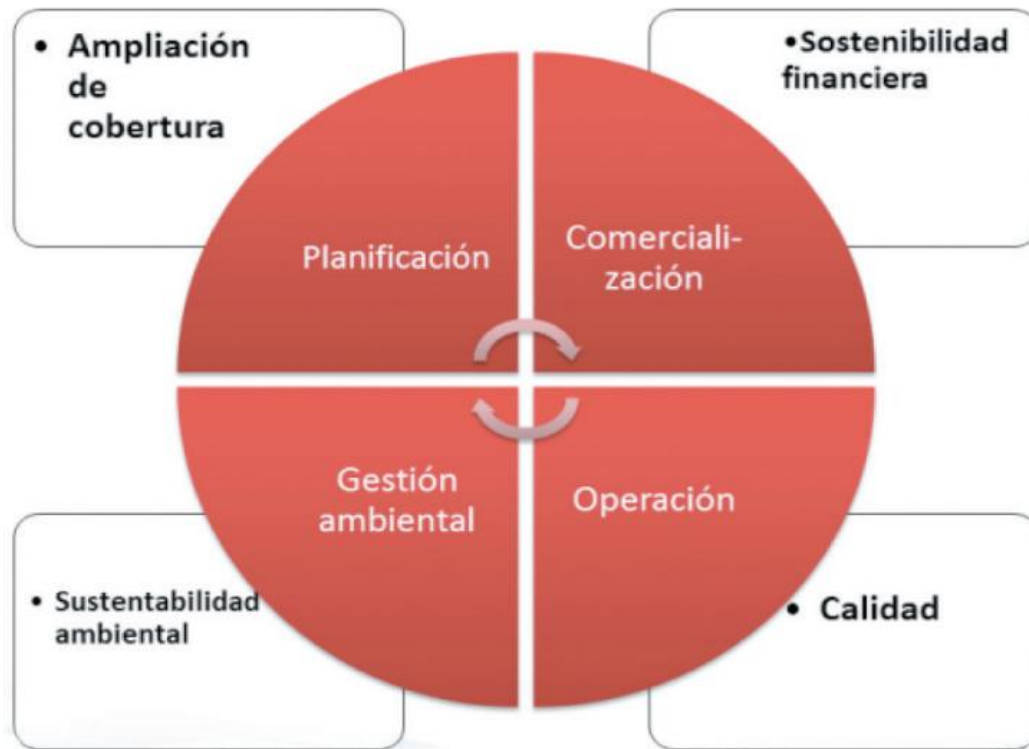 • Ampliación
de
cobertura
•Sostenibilidad
financiera
Planificación
Comerciali-
zación
Gestión
ambiental
Operación
• Sustentabilidad
ambiental
• Calidad